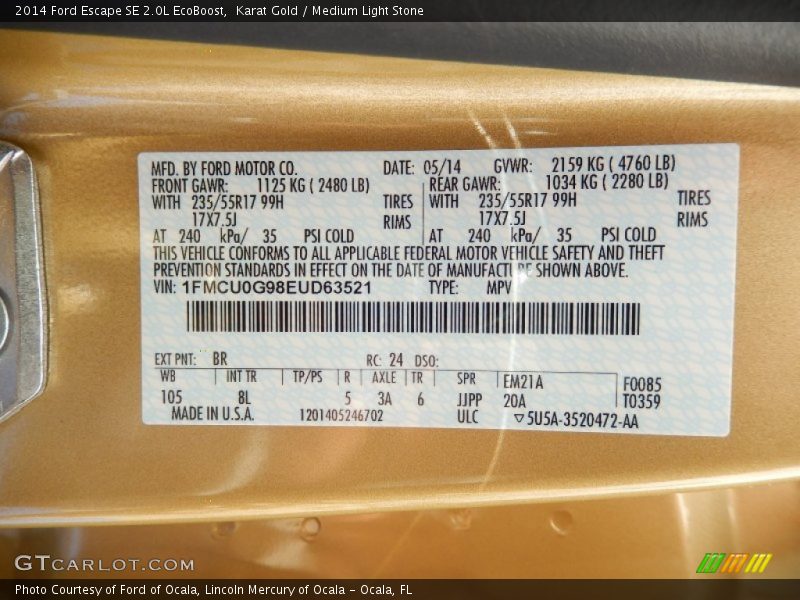 2014 Ford Escape SE 2.0L EcoBoost, Karat Gold / Medium Light Stone
MFD. BY FORD MOTOR CO. DATE: 05/14 GVWR: 2159 KG ( 4760 LB)
FRONT GAWR: 1125 KG ( 2480 LB) REAR GAWR: 1034 KG ( 2280 LB)
WITH 235/55R17 99H TIRES WITH 235/55R17 99H TIRES
17X7.5J RIMS 17X7.5J RIMS
AT 240 kPa/ 35 PSI COLD AT 240 kPa/ 35 PSI COLD
THIS VEHICLE CONFORMS TO ALL APPLICABLE FEDERAL MOTOR VEHICLE SAFETY AND THEFT
PREVENTION STANDARDS IN EFFECT ON THE DATE OF MANUFACTURE SHOWN ABOVE.
VIN: 1FMCU0G98EUD63521 TYPE: MPV
EXT PNT: BR RC: 24 DSO:
WB INT TR TP/PS R AXLE TR SPR EM21A F0085
105 8L 5 3A 6 JJPP 20A T0359
MADE IN U.S.A. 1201405246702 ULC ▽5U5A-3520472-AA
GTCARLOT.COM
Photo Courtesy of Ford of Ocala, Lincoln Mercury of Ocala – Ocala, FL